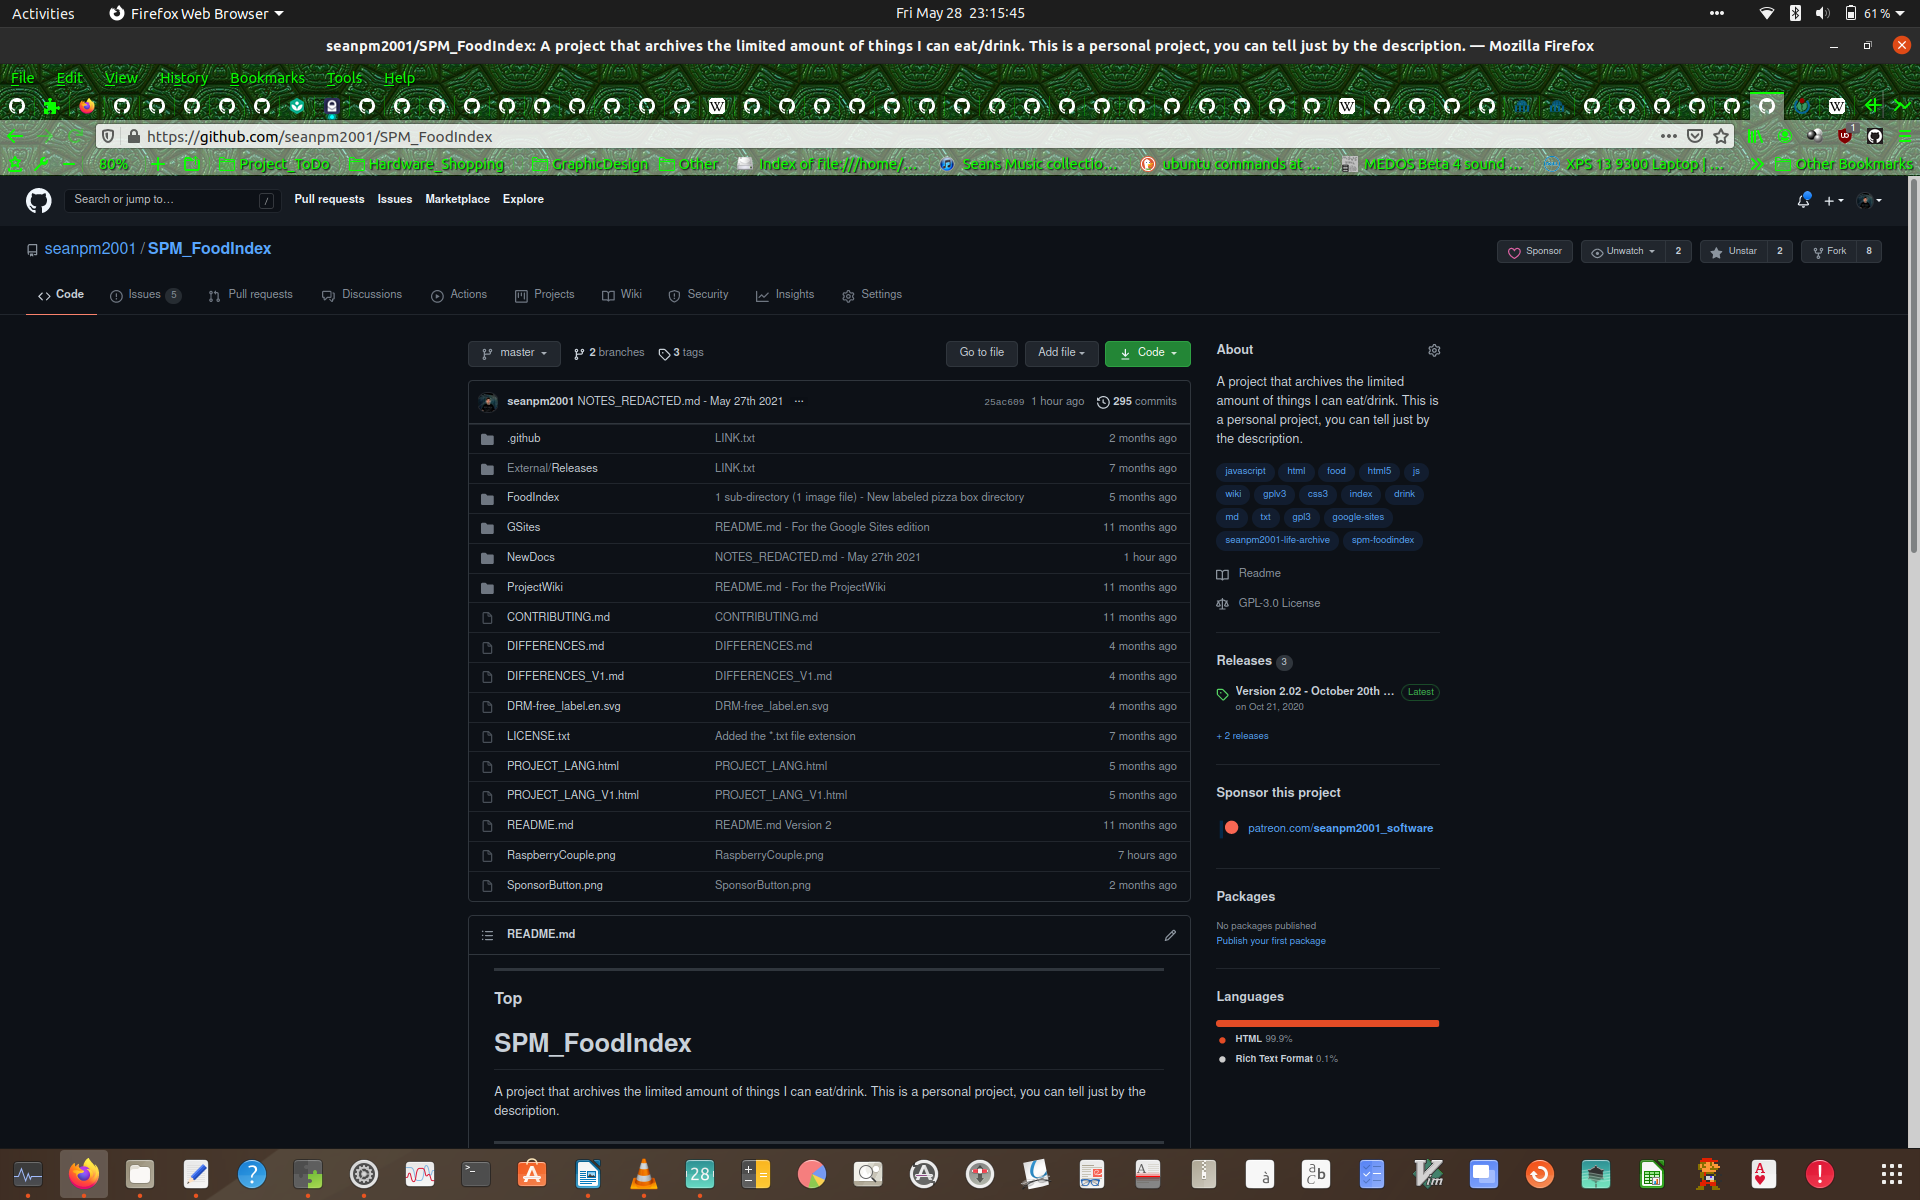 Activities Firefox Web Browser Fri May 28 23:15:45 61 %
seanpm2001/SPM_FoodIndex: A project that archives the limited amount of things I can eat/drink. This is a personal project, you can tell just by the description. — Mozilla Firefox
File Edit View History Bookmarks Tools Help
https://github.com/seanpm2001/SPM_FoodIndex
80% Project_ToDo Hardware_Shopping GraphicDesign Other Index of file:///home/... Seans Music collectio... ubuntu commands at ... MEDOS Beta 4 sound ... XPS 13 9300 Laptop | ... Other Bookmarks
Search or jump to… / Pull requests Issues Marketplace Explore
seanpm2001 / SPM_FoodIndex Sponsor Unwatch 2 Unstar 2 Fork 8
Code Issues 5 Pull requests Discussions Actions Projects Wiki Security Insights Settings
master 2 branches 3 tags Go to file Add file Code
seanpm2001 NOTES_REDACTED.md - May 27th 2021 ... 25ac609 1 hour ago 295 commits
.github LINK.txt 2 months ago
External/Releases LINK.txt 7 months ago
FoodIndex 1 sub-directory (1 image file) - New labeled pizza box directory 5 months ago
GSites README.md - For the Google Sites edition 11 months ago
NewDocs NOTES_REDACTED.md - May 27th 2021 1 hour ago
ProjectWiki README.md - For the ProjectWiki 11 months ago
CONTRIBUTING.md CONTRIBUTING.md 11 months ago
DIFFERENCES.md DIFFERENCES.md 4 months ago
DIFFERENCES_V1.md DIFFERENCES_V1.md 4 months ago
DRM-free_label.en.svg DRM-free_label.en.svg 4 months ago
LICENSE.txt Added the *.txt file extension 7 months ago
PROJECT_LANG.html PROJECT_LANG.html 5 months ago
PROJECT_LANG_V1.html PROJECT_LANG_V1.html 5 months ago
README.md README.md Version 2 11 months ago
RaspberryCouple.png RaspberryCouple.png 7 hours ago
SponsorButton.png SponsorButton.png 2 months ago
README.md
Top
SPM_FoodIndex
A project that archives the limited amount of things I can eat/drink. This is a personal project, you can tell just by the
description.
About
A project that archives the limited
amount of things I can eat/drink. This is
a personal project, you can tell just by
the description.
javascript html food html5 js
wiki gplv3 css3 index drink
md txt gpl3 google-sites
seanpm2001-life-archive spm-foodindex
Readme
GPL-3.0 License
Releases 3
Version 2.02 - October 20th ... Latest
on Oct 21, 2020
+ 2 releases
Sponsor this project
patreon.com/seanpm2001_software
Packages
No packages published
Publish your first package
Languages
HTML 99.9%
Rich Text Format 0.1%
28